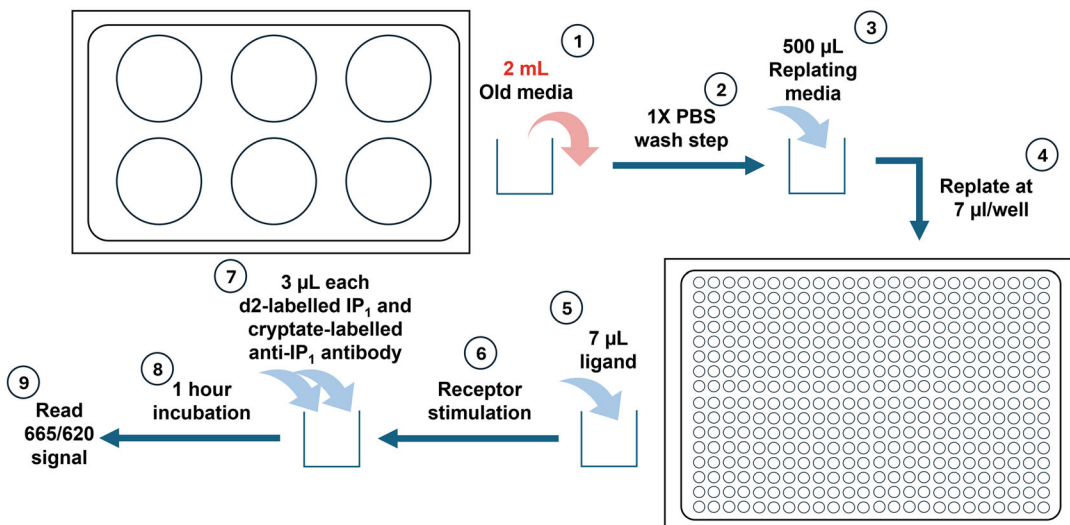 1
2 mL
Old media
2
1X PBS
wash step
3
500 µL
Replating
media
4
Replate at
7 µl/well
5
7 µL
ligand
6
Receptor
stimulation
7
3 µL each
d2-labelled IP₁ and
cryptate-labelled
anti-IP₁ antibody
8
1 hour
incubation
9
Read
665/620
signal